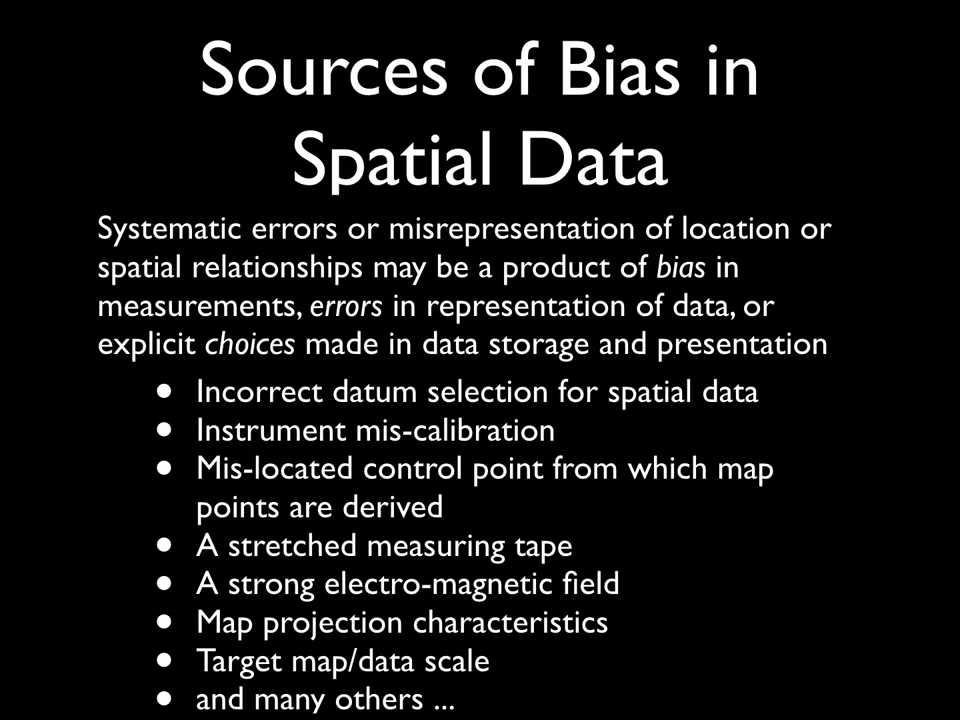 Sources of Bias in
Spatial Data
Systematic errors or misrepresentation of location or
spatial relationships may be a product of bias in
measurements, errors in representation of data, or
explicit choices made in data storage and presentation
• Incorrect datum selection for spatial data
• Instrument mis-calibration
• Mis-located control point from which map
points are derived
• A stretched measuring tape
• A strong electro-magnetic field
• Map projection characteristics
• Target map/data scale
• and many others ...